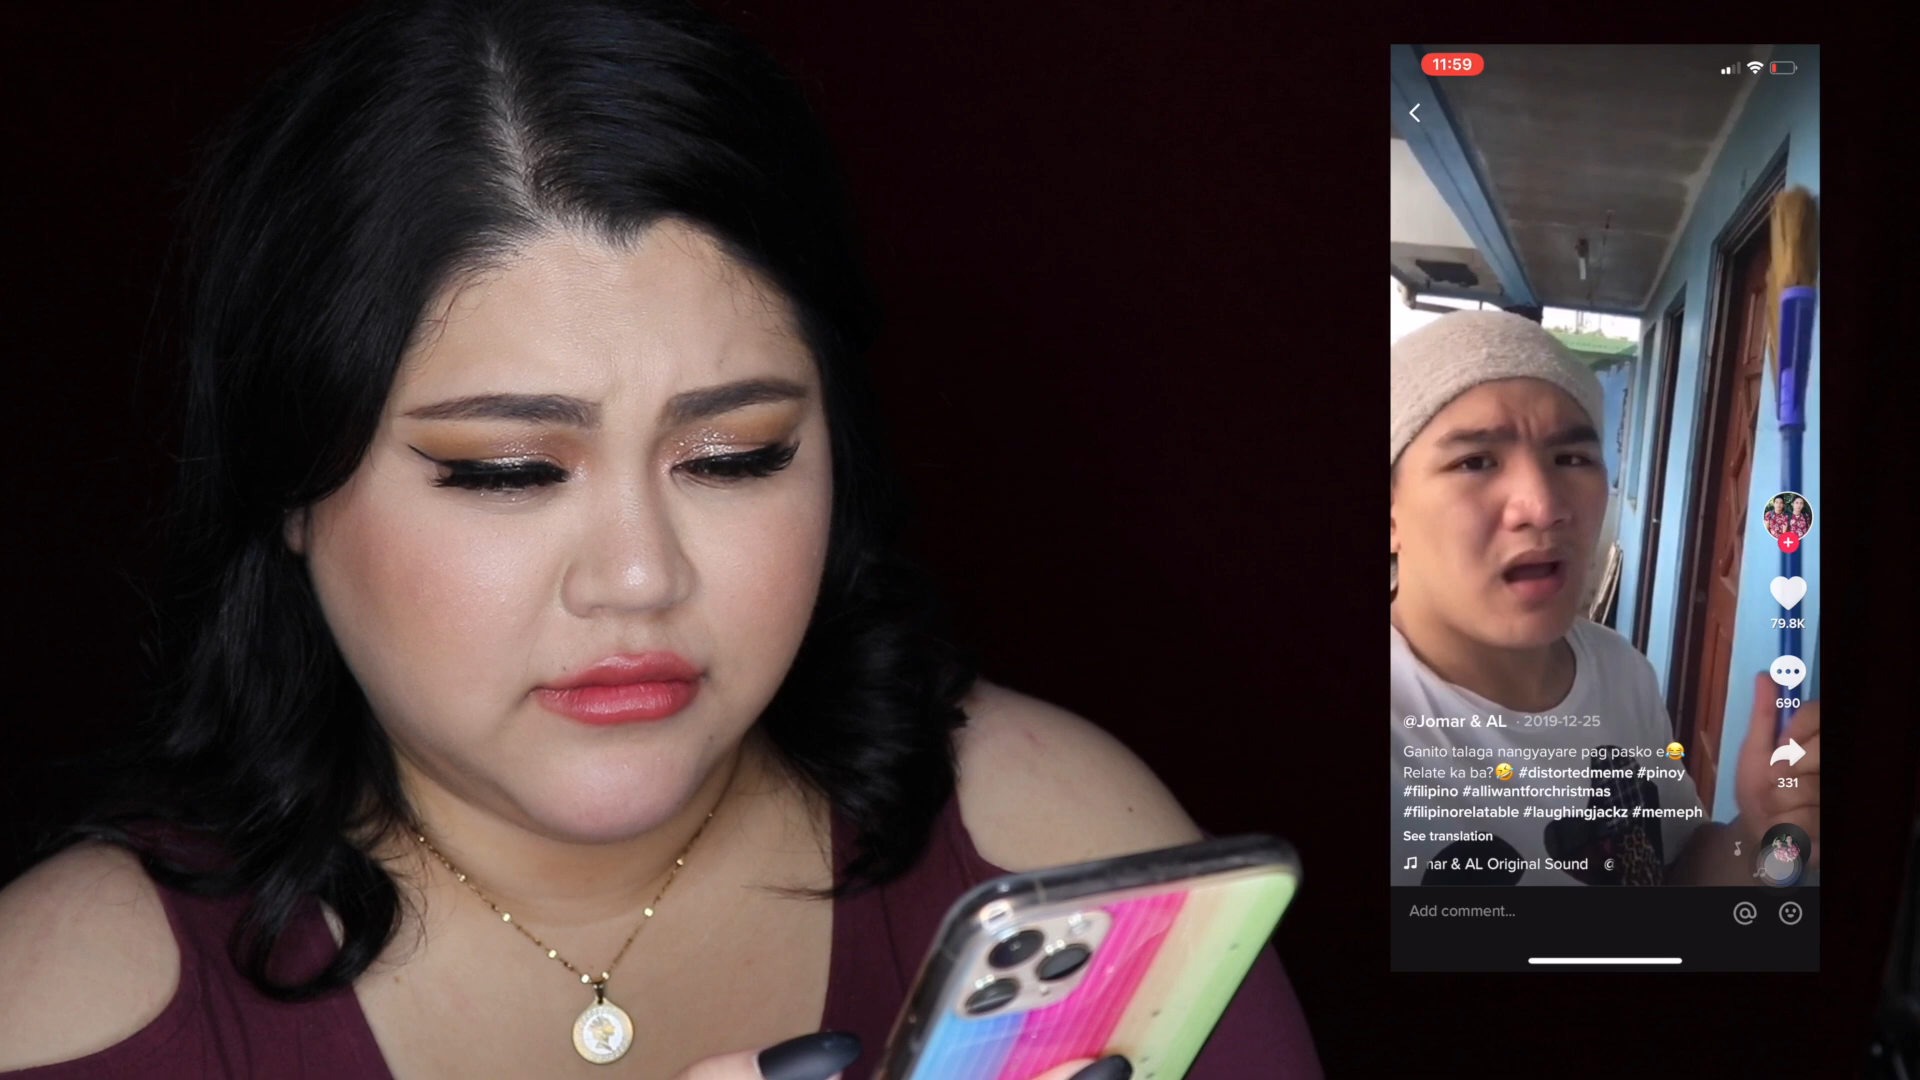 11:59
79.8K
690
@Jomar & AL · 2019-12-25
Ganito talaga nangyayare pag pasko e😂
Relate ka ba?🤣 #distortedmeme #pinoy
#filipino #alliwantforchristmas
#filipinorelatable #laughingjackz #memeph
331
See translation
& AL Original Sound
Add comment...